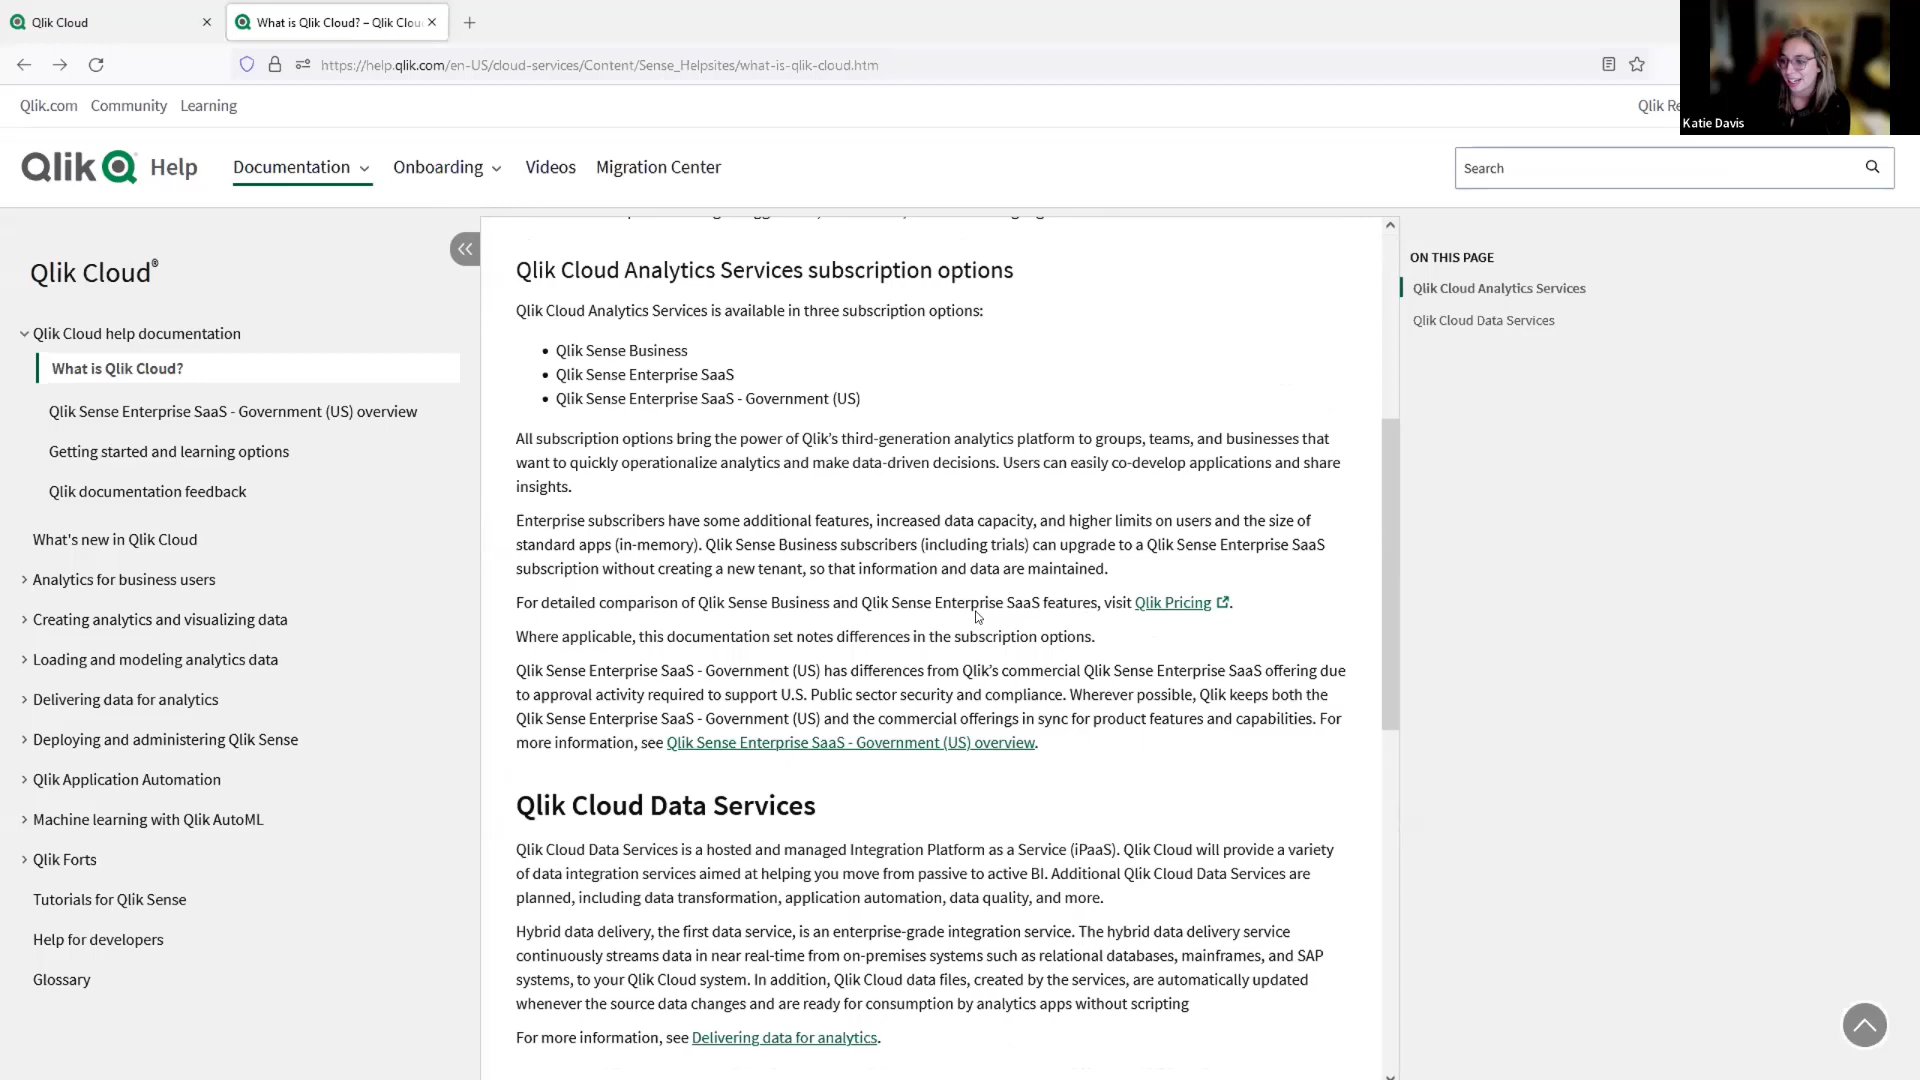 Qlik Cloud
What is Qlik Cloud? – Qlik Clou
https://help.qlik.com/en-US/cloud-services/Content/Sense_Helpsites/what-is-qlik-cloud.htm
Qlik.com Community Learning
Qlik Re
Katie Davis
Qlik Help Documentation Onboarding Videos Migration Center
Search
Qlik Cloud®
Qlik Cloud help documentation
What is Qlik Cloud?
Qlik Sense Enterprise SaaS - Government (US) overview
Getting started and learning options
Qlik documentation feedback
What's new in Qlik Cloud
Analytics for business users
Creating analytics and visualizing data
Loading and modeling analytics data
Delivering data for analytics
Deploying and administering Qlik Sense
Qlik Application Automation
Machine learning with Qlik AutoML
Qlik Forts
Tutorials for Qlik Sense
Help for developers
Glossary
Qlik Cloud Analytics Services subscription options
Qlik Cloud Analytics Services is available in three subscription options:
• Qlik Sense Business
• Qlik Sense Enterprise SaaS
• Qlik Sense Enterprise SaaS - Government (US)
All subscription options bring the power of Qlik’s third-generation analytics platform to groups, teams, and businesses that
want to quickly operationalize analytics and make data-driven decisions. Users can easily co-develop applications and share
insights.
Enterprise subscribers have some additional features, increased data capacity, and higher limits on users and the size of
standard apps (in-memory). Qlik Sense Business subscribers (including trials) can upgrade to a Qlik Sense Enterprise SaaS
subscription without creating a new tenant, so that information and data are maintained.
For detailed comparison of Qlik Sense Business and Qlik Sense Enterprise SaaS features, visit Qlik Pricing.
Where applicable, this documentation set notes differences in the subscription options.
Qlik Sense Enterprise SaaS - Government (US) has differences from Qlik’s commercial Qlik Sense Enterprise SaaS offering due
to approval activity required to support U.S. Public sector security and compliance. Wherever possible, Qlik keeps both the
Qlik Sense Enterprise SaaS - Government (US) and the commercial offerings in sync for product features and capabilities. For
more information, see Qlik Sense Enterprise SaaS - Government (US) overview.
Qlik Cloud Data Services
Qlik Cloud Data Services is a hosted and managed Integration Platform as a Service (iPaaS). Qlik Cloud will provide a variety
of data integration services aimed at helping you move from passive to active BI. Additional Qlik Cloud Data Services are
planned, including data transformation, application automation, data quality, and more.
Hybrid data delivery, the first data service, is an enterprise-grade integration service. The hybrid data delivery service
continuously streams data in near real-time from on-premises systems such as relational databases, mainframes, and SAP
systems, to your Qlik Cloud system. In addition, Qlik Cloud data files, created by the services, are automatically updated
whenever the source data changes and are ready for consumption by analytics apps without scripting
For more information, see Delivering data for analytics.
ON THIS PAGE
Qlik Cloud Analytics Services
Qlik Cloud Data Services